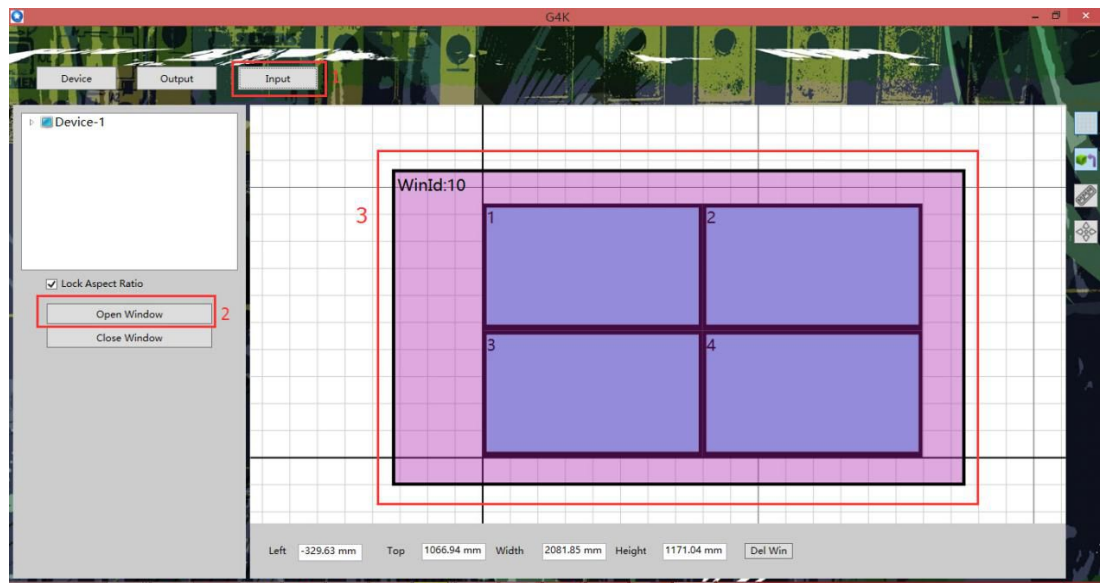 G4K
Device Output Input 1
Device-1
WinId:10
3
1 2
Lock Aspect Ratio
Open Window 2
Close Window
3 4
Left -329.63 mm Top 1066.94 mm Width 2081.85 mm Height 1171.04 mm Del Win